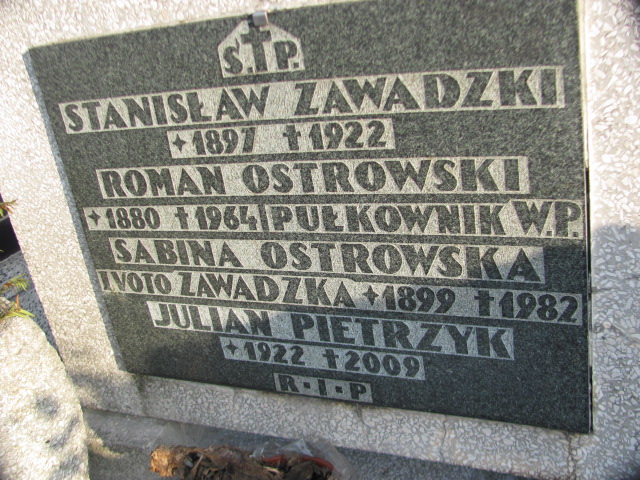 Ś.†P.
STANISŁAW ZAWADZKI
✦1897 ✝1922
ROMAN OSTROWSKI
✦1880 ✝1964 PUŁKOWNIK W.P.
SABINA OSTROWSKA
I VOTO ZAWADZKA ✦1899 ✝1982
JULIAN PIETRZYK
✦1922 ✝2009
R·I·P